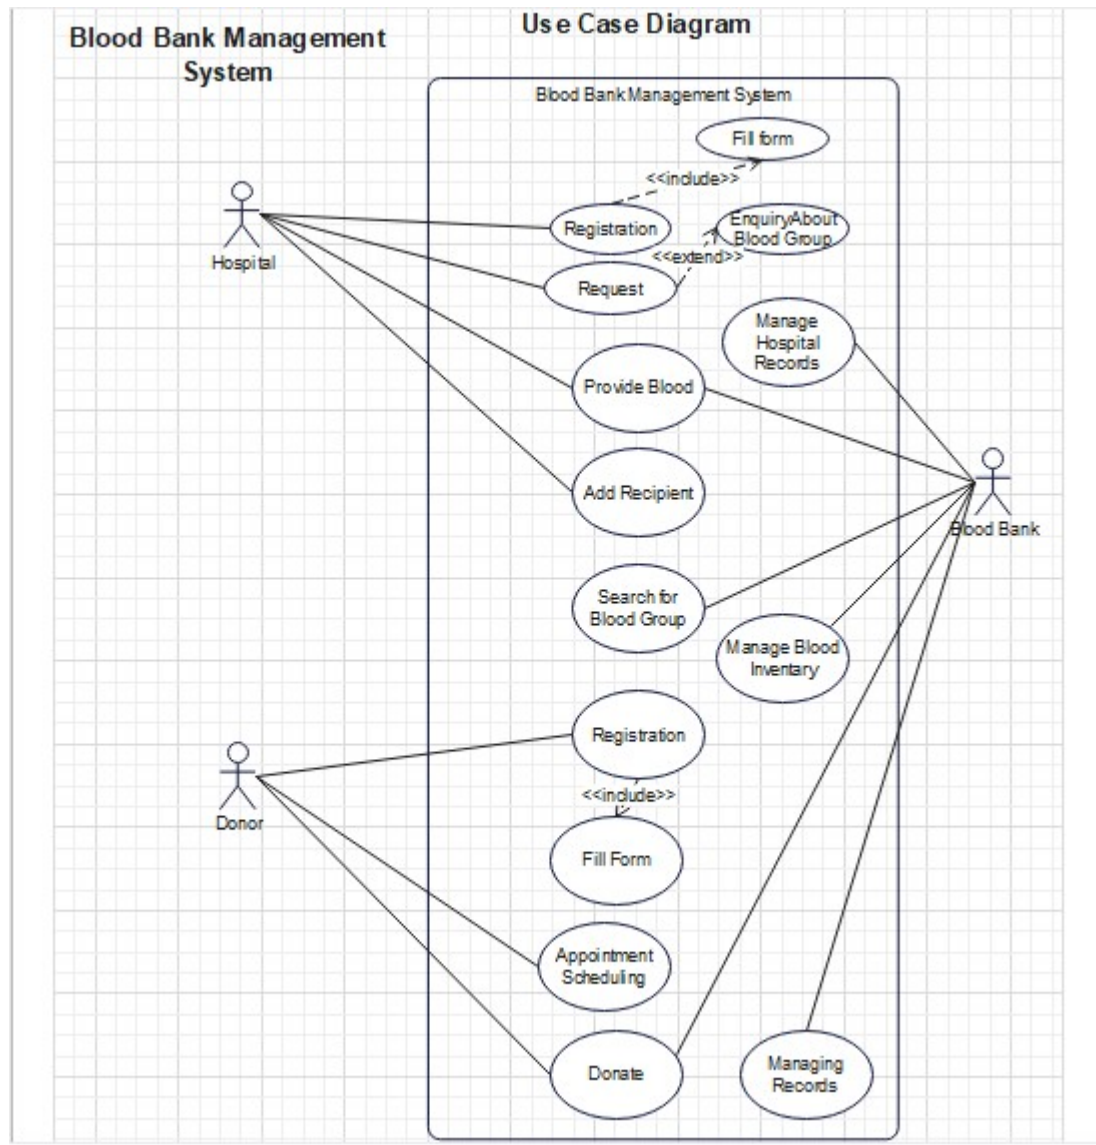 Blood Bank Management
System
Use Case Diagram
Blood Bank Management System
Fill form
<<include>>
Hospital
Registration
EnquiryAbout
Blood Group
<<extend>>
Request
Manage
Hospital
Records
Provide Blood
Add Recipient
Blood Bank
Search for
Blood Group
Manage Blood
Inventory
Registration
<<include>>
Donor
Fill Form
Appointment
Scheduling
Donate
Managing
Records